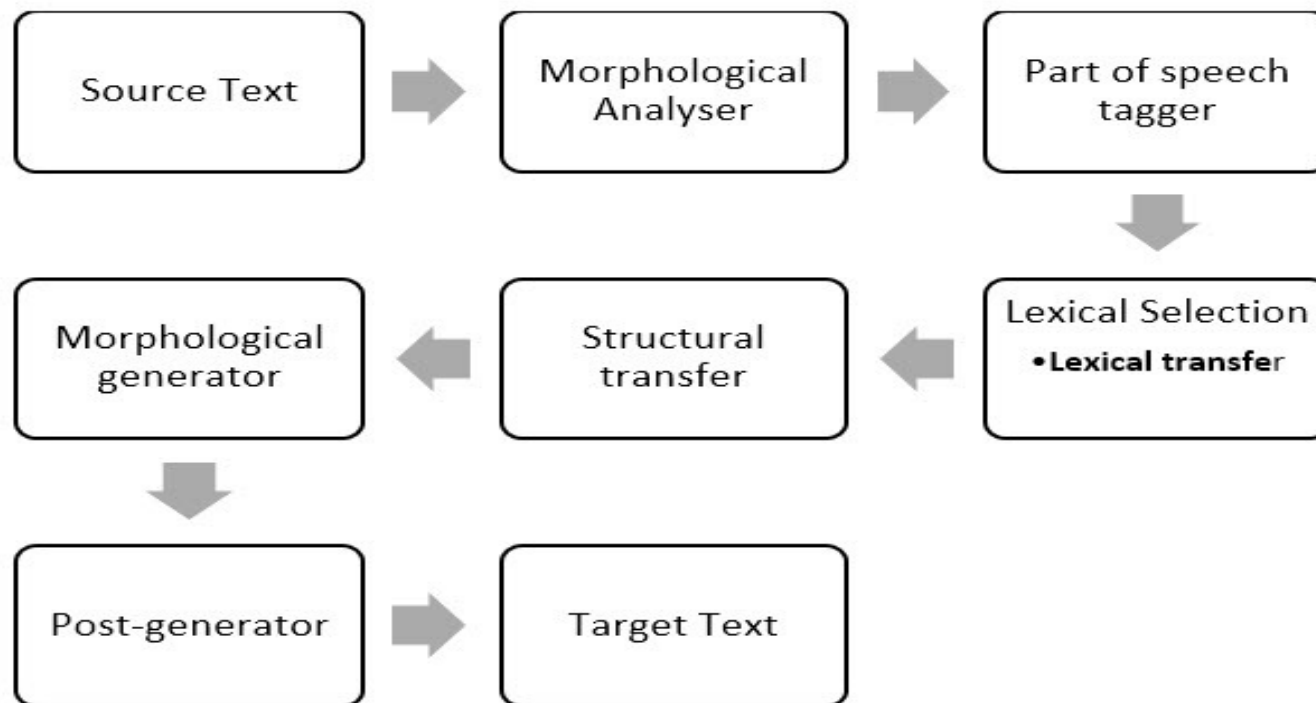 Source Text
Morphological
Analyser
Part of speech
tagger
Lexical Selection
•Lexical transfer
Structural
transfer
Morphological
generator
Post-generator
Target Text